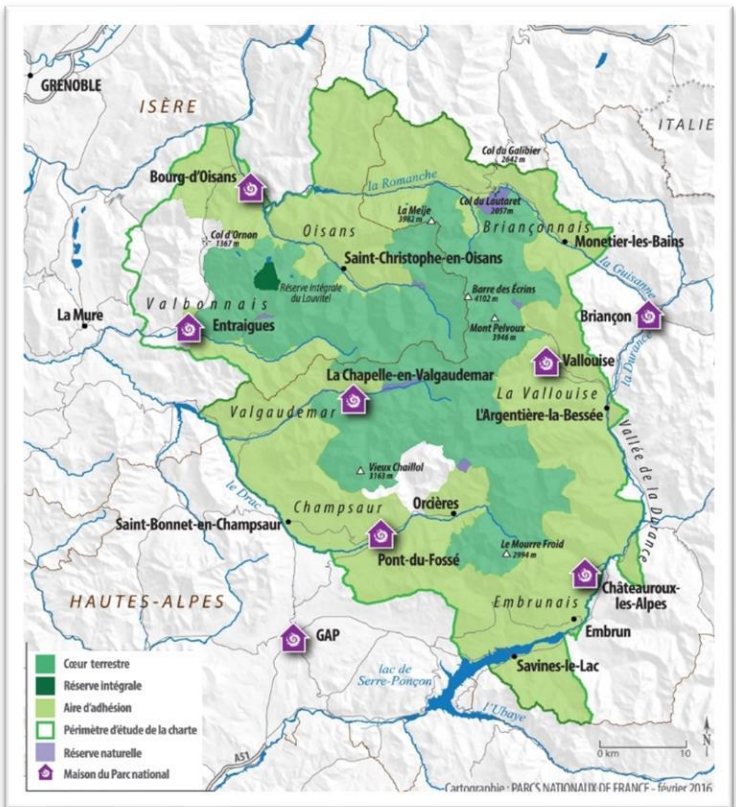 GRENOBLE
ISÈRE
ITALIE
Col du Galibier
2642 m
Bourg-d'Oisans
la Romanche
Col du Lautaret
2057m
La Meije
3982 m
Oisans
Briançonnais
Monetier-les-Bains
Col d'Ornon
1367 m
Saint-Christophe-en-Oisans
la Guisanne
Réserve intégrale
du Lauvitel
Barre des Écrins
4102 m
Valbonnais
La Mure
Entraigues
Mont Pelvoux
3946 m
Briançon
la Durance
Vallouise
La Chapelle-en-Valgaudemar
La Vallouise
Valgaudemar
L'Argentière-la-Bessée
Vallée de la Durance
Vieux Chaillol
3163 m
le Drac
Champsaur
Orcières
Saint-Bonnet-en-Champsaur
Pont-du-Fossé
Le Mourre Froid
2994 m
Châteauroux-
les-Alpes
HAUTES-ALPES
Embrunais
Embrun
GAP
Savines-le-Lac
lac de
Serre-Ponçon
l'Ubaye
A51
Cœur terrestre
Réserve intégrale
Aire d'adhésion
Périmètre d'étude de la charte
Réserve naturelle
Maison du Parc national
N
0 km 10
Cartographie : PARCS NATIONAUX DE FRANCE - février 2016